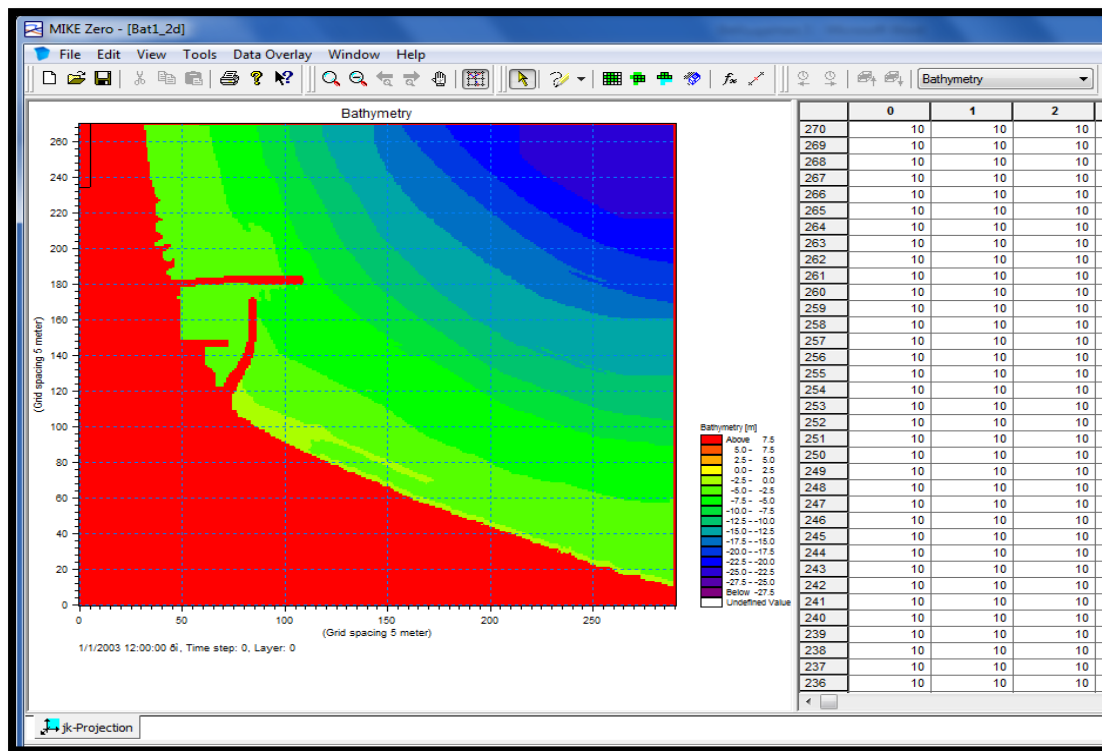 MIKE Zero - [Bat1_2d]
File Edit View Tools Data Overlay Window Help
Bathymetry
Bathymetry
260
240
220
200
180
160
140
120
100
80
60
40
20
0
(Grid spacing 5 meter)
0 50 100 150 200 250
(Grid spacing 5 meter)
1/1/2003 12:00:00 õì, Time step: 0, Layer: 0
Bathymetry [m]
Above 7.5
5.0 - 7.5
2.5 - 5.0
0.0 - 2.5
-2.5 - 0.0
-5.0 - -2.5
-7.5 - -5.0
-10.0 - -7.5
-12.5 - -10.0
-15.0 - -12.5
-17.5 - -15.0
-20.0 - -17.5
-22.5 - -20.0
-25.0 - -22.5
-27.5 - -25.0
Below -27.5
Undefined Value
0 1 2
270 10 10 10
269 10 10 10
268 10 10 10
267 10 10 10
266 10 10 10
265 10 10 10
264 10 10 10
263 10 10 10
262 10 10 10
261 10 10 10
260 10 10 10
259 10 10 10
258 10 10 10
257 10 10 10
256 10 10 10
255 10 10 10
254 10 10 10
253 10 10 10
252 10 10 10
251 10 10 10
250 10 10 10
249 10 10 10
248 10 10 10
247 10 10 10
246 10 10 10
245 10 10 10
244 10 10 10
243 10 10 10
242 10 10 10
241 10 10 10
240 10 10 10
239 10 10 10
238 10 10 10
237 10 10 10
236 10 10 10
jk-Projection